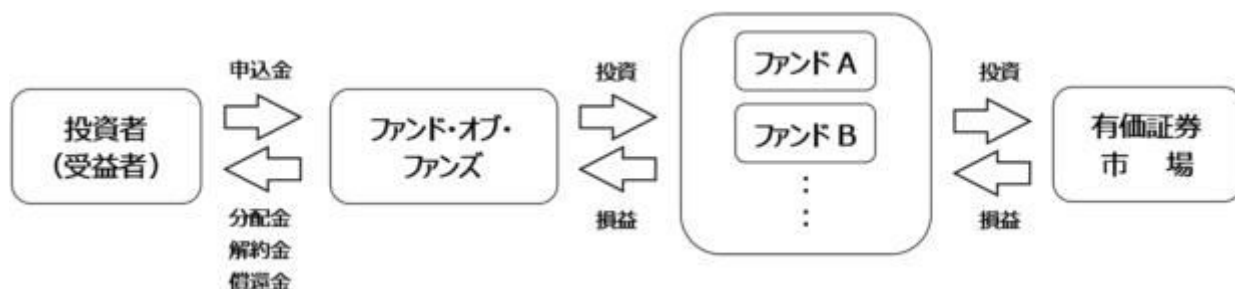 投資者
(受益者)
申込金
分配金
解約金
償還金
ファンド・オブ・
ファンズ
投資
損益
ファンド A
ファンド B
投資
損益
有価証券
市　場